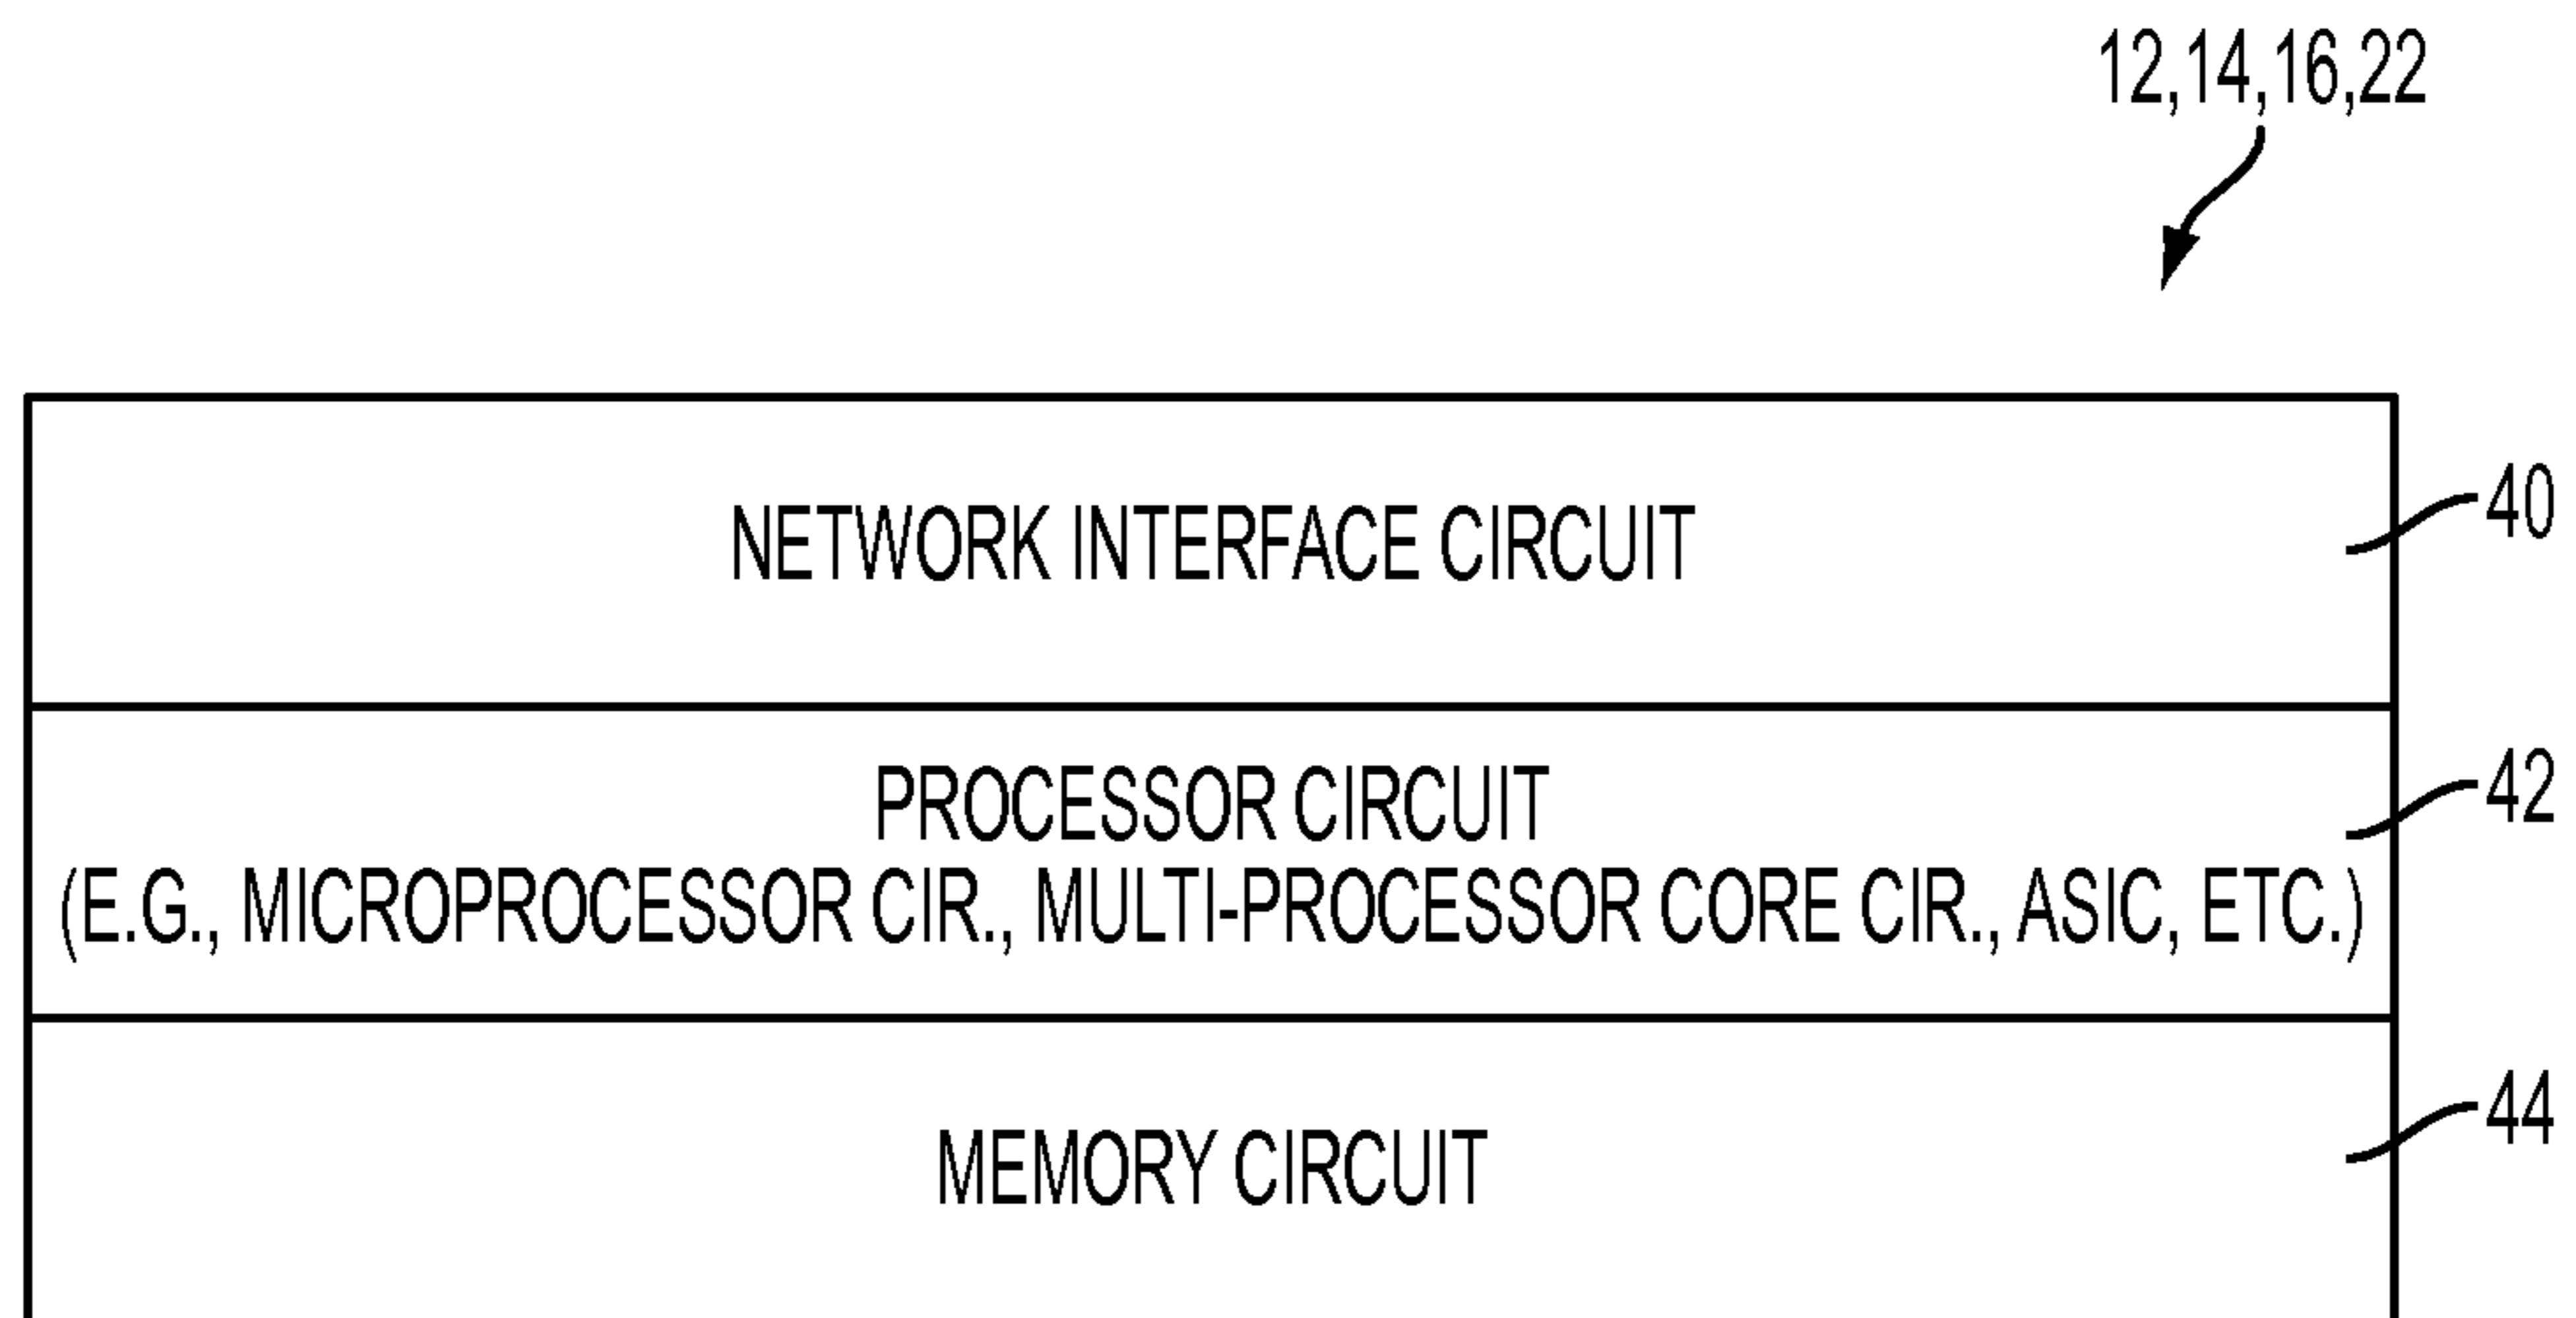 12,14,16,22
NETWORK INTERFACE CIRCUIT
40
PROCESSOR CIRCUIT
(E.G., MICROPROCESSOR CIR., MULTI-PROCESSOR CORE CIR., ASIC, ETC.)
42
MEMORY CIRCUIT
44